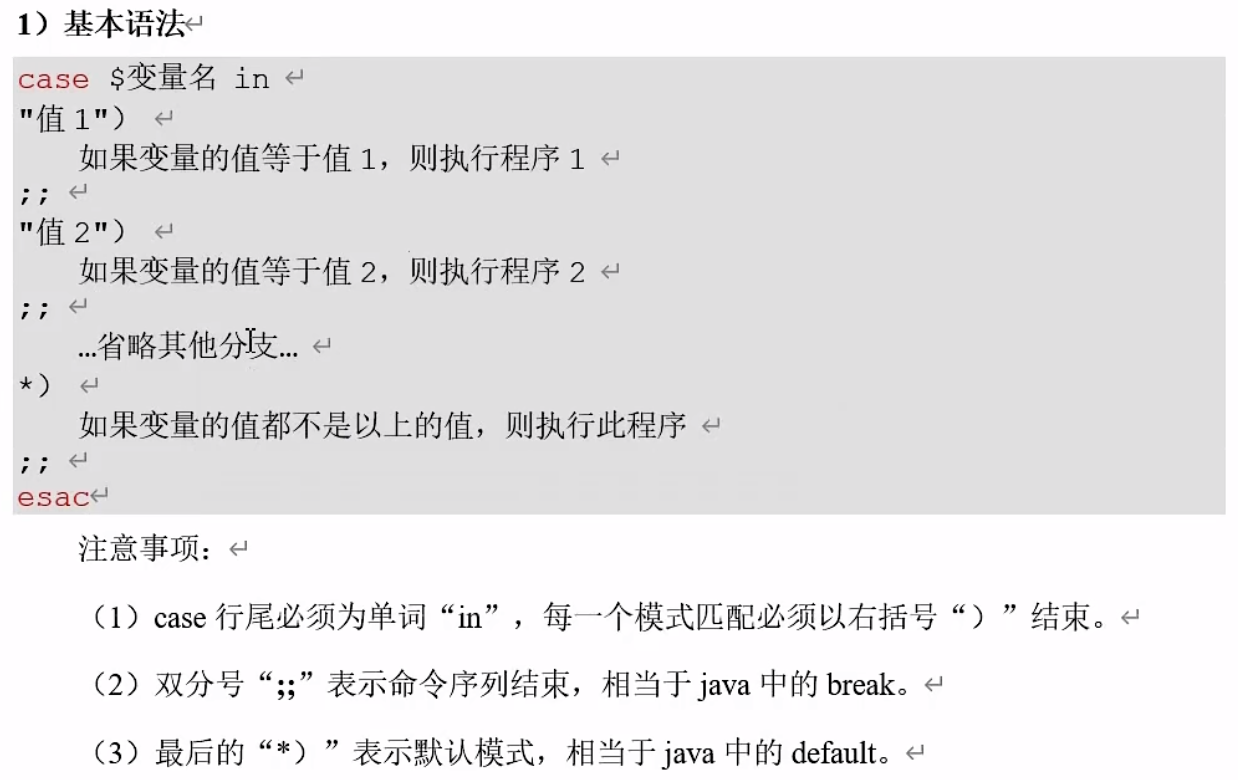 1）基本语法↵
case $变量名 in ↵
"值 1"） ↵
如果变量的值等于值 1，则执行程序 1 ↵
;; ↵
"值 2"） ↵
如果变量的值等于值 2，则执行程序 2 ↵
;; ↵
…省略其他分支… ↵
*） ↵
如果变量的值都不是以上的值，则执行此程序 ↵
;; ↵
esac↵
注意事项：↵
（1）case 行尾必须为单词“in”，每一个模式匹配必须以右括号“）”结束。↵
（2）双分号“;;”表示命令序列结束，相当于 java 中的 break。↵
（3）最后的“*）”表示默认模式，相当于 java 中的 default。↵